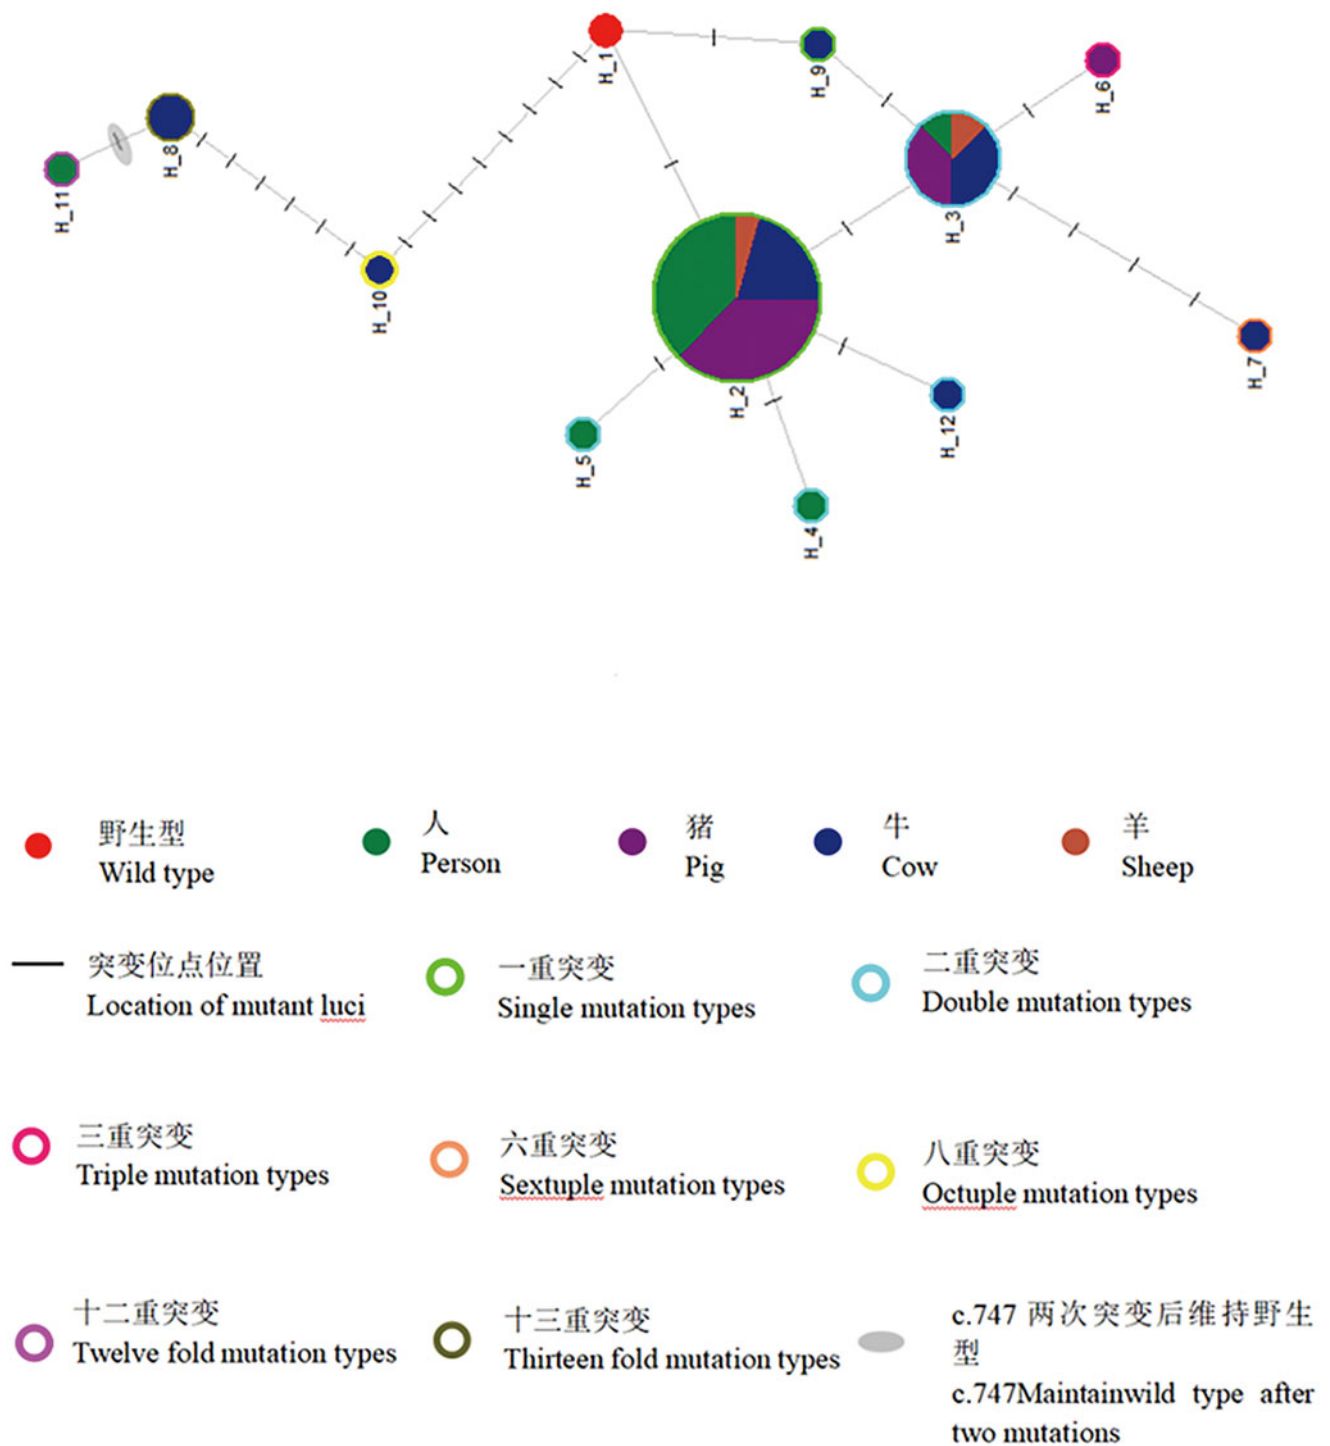 H_1
H_9
H_6
H_8
H_11
H_3
H_10
H_2
H_7
H_12
H_5
H_4
野生型
Wild type
人
Person
猪
Pig
牛
Cow
羊
Sheep
突变位点位置
Location of mutant luci
一重突变
Single mutation types
二重突变
Double mutation types
三重突变
Triple mutation types
六重突变
Sextuple mutation types
八重突变
Octuple mutation types
十二重突变
Twelve fold mutation types
十三重突变
Thirteen fold mutation types
c.747 两次突变后维持野生
型
c.747Maintainwild type after
two mutations